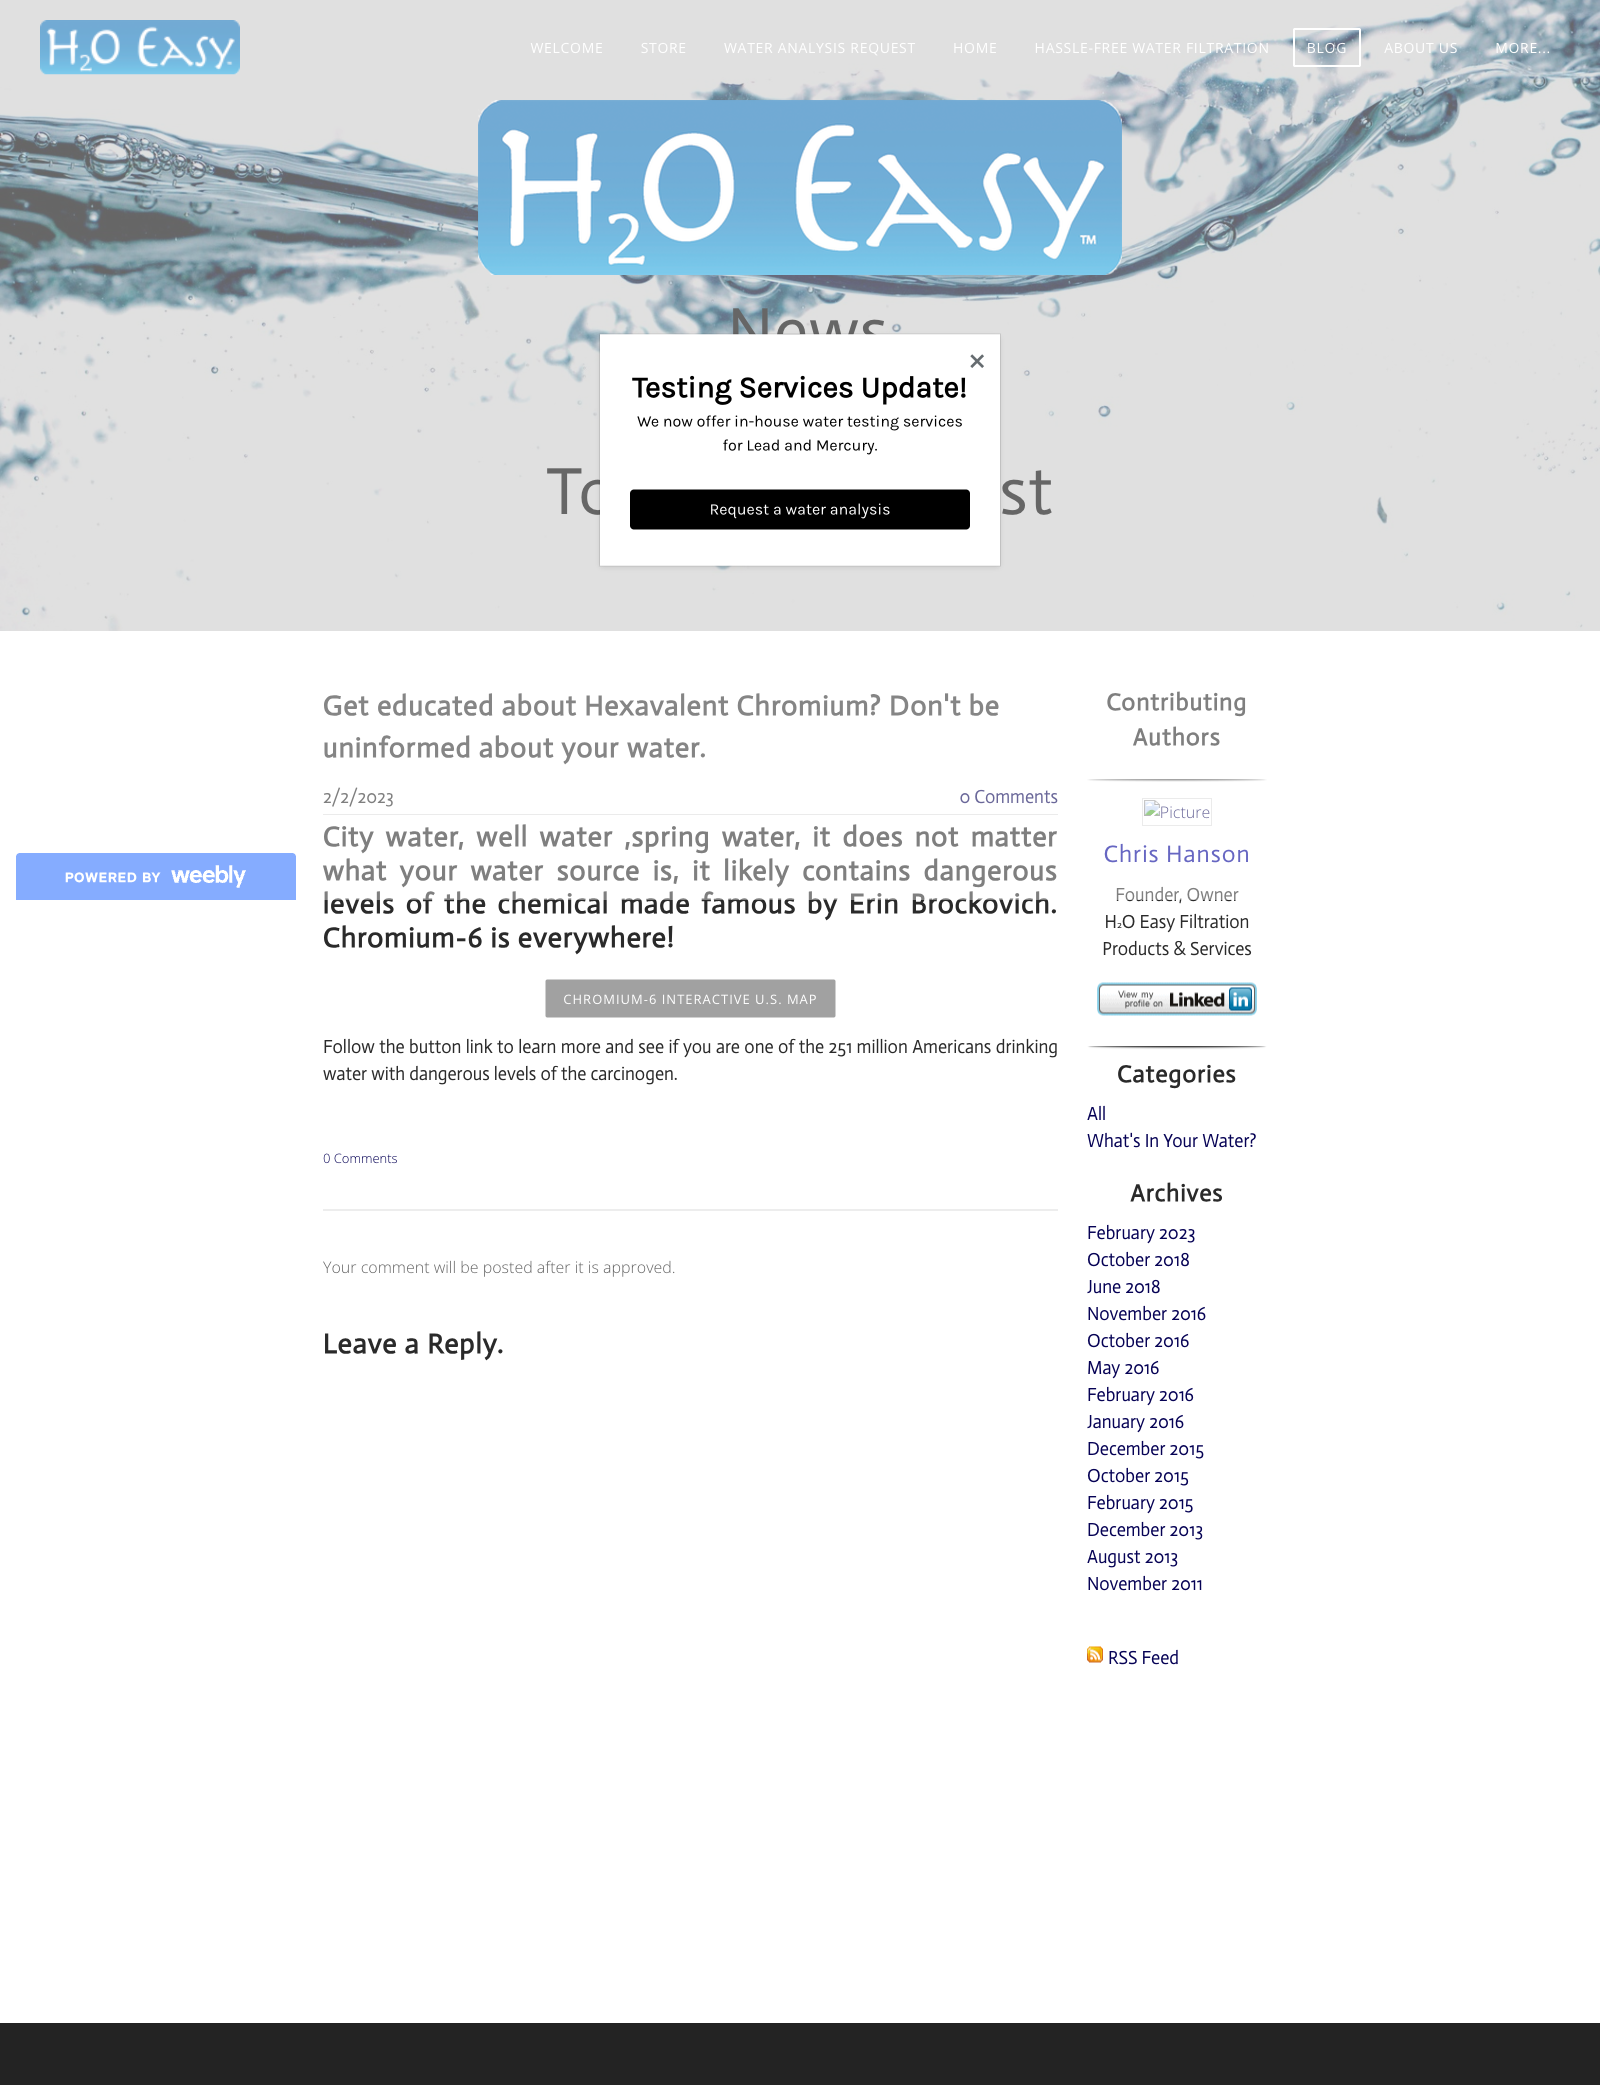 H2O Easy™
WELCOME
STORE
WATER ANALYSIS REQUEST
HOME
HASSLE-FREE WATER FILTRATION
BLOG
ABOUT US
MORE...
H2O Easy™
News
Testing Services Update!
We now offer in-house water testing services
for Lead and Mercury.
Request a water analysis
Get educated about Hexavalent Chromium? Don't be
uninformed about your water.
2/2/2023
0 Comments
City water, well water ,spring water, it does not matter
what your water source is, it likely contains dangerous
levels of the chemical made famous by Erin Brockovich.
Chromium-6 is everywhere!
CHROMIUM-6 INTERACTIVE U.S. MAP
Follow the button link to learn more and see if you are one of the 251 million Americans drinking
water with dangerous levels of the carcinogen.
0 Comments
Your comment will be posted after it is approved.
Leave a Reply.
Contributing
Authors
Picture
Chris Hanson
Founder, Owner
H₂O Easy Filtration
Products & Services
View my
profile on
Linked in
Categories
All
What's In Your Water?
Archives
February 2023
October 2018
June 2018
November 2016
October 2016
May 2016
February 2016
January 2016
December 2015
October 2015
February 2015
December 2013
August 2013
November 2011
RSS Feed
POWERED BY weebly